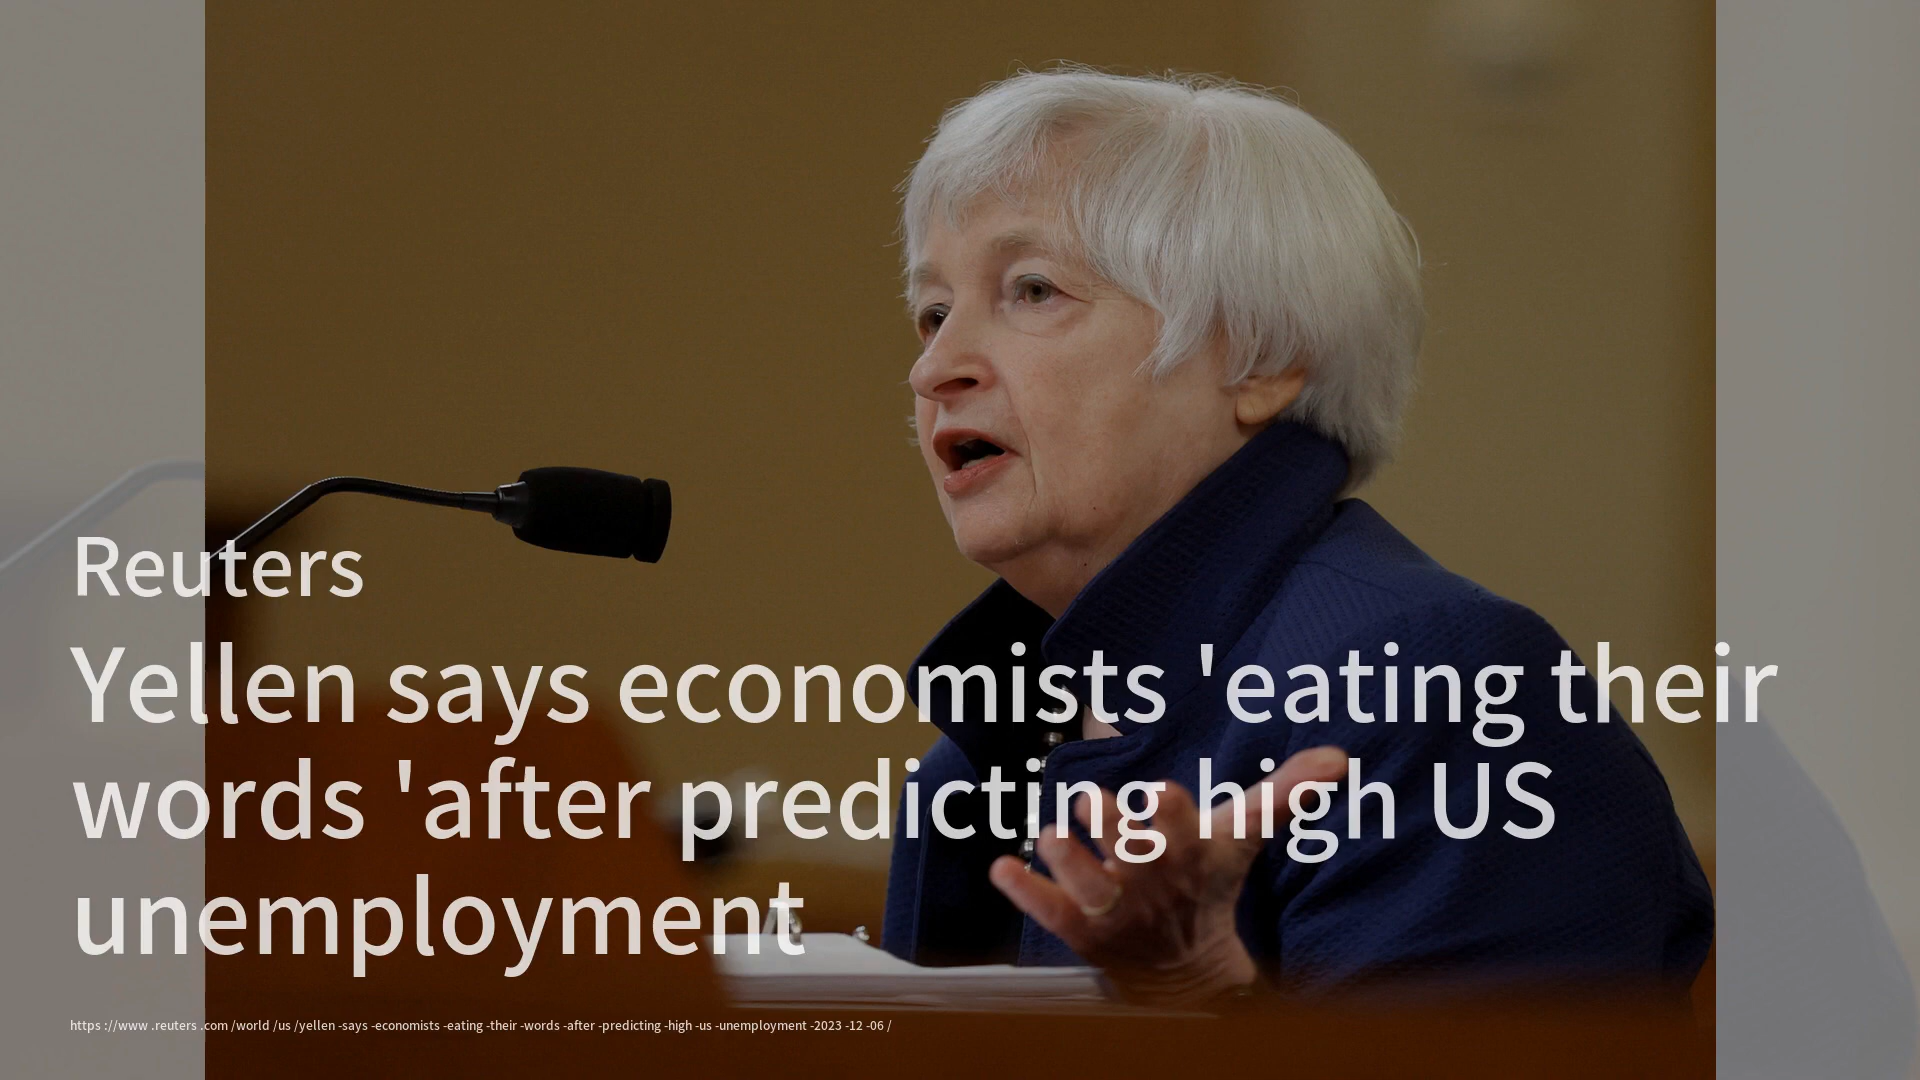 Reuters
Yellen says economists 'eating their
words 'after predicting high US
unemployment
https ://www .reuters .com /world /us /yellen -says -economists -eating -their -words -after -predicting -high -us -unemployment -2023 -12 -06 /